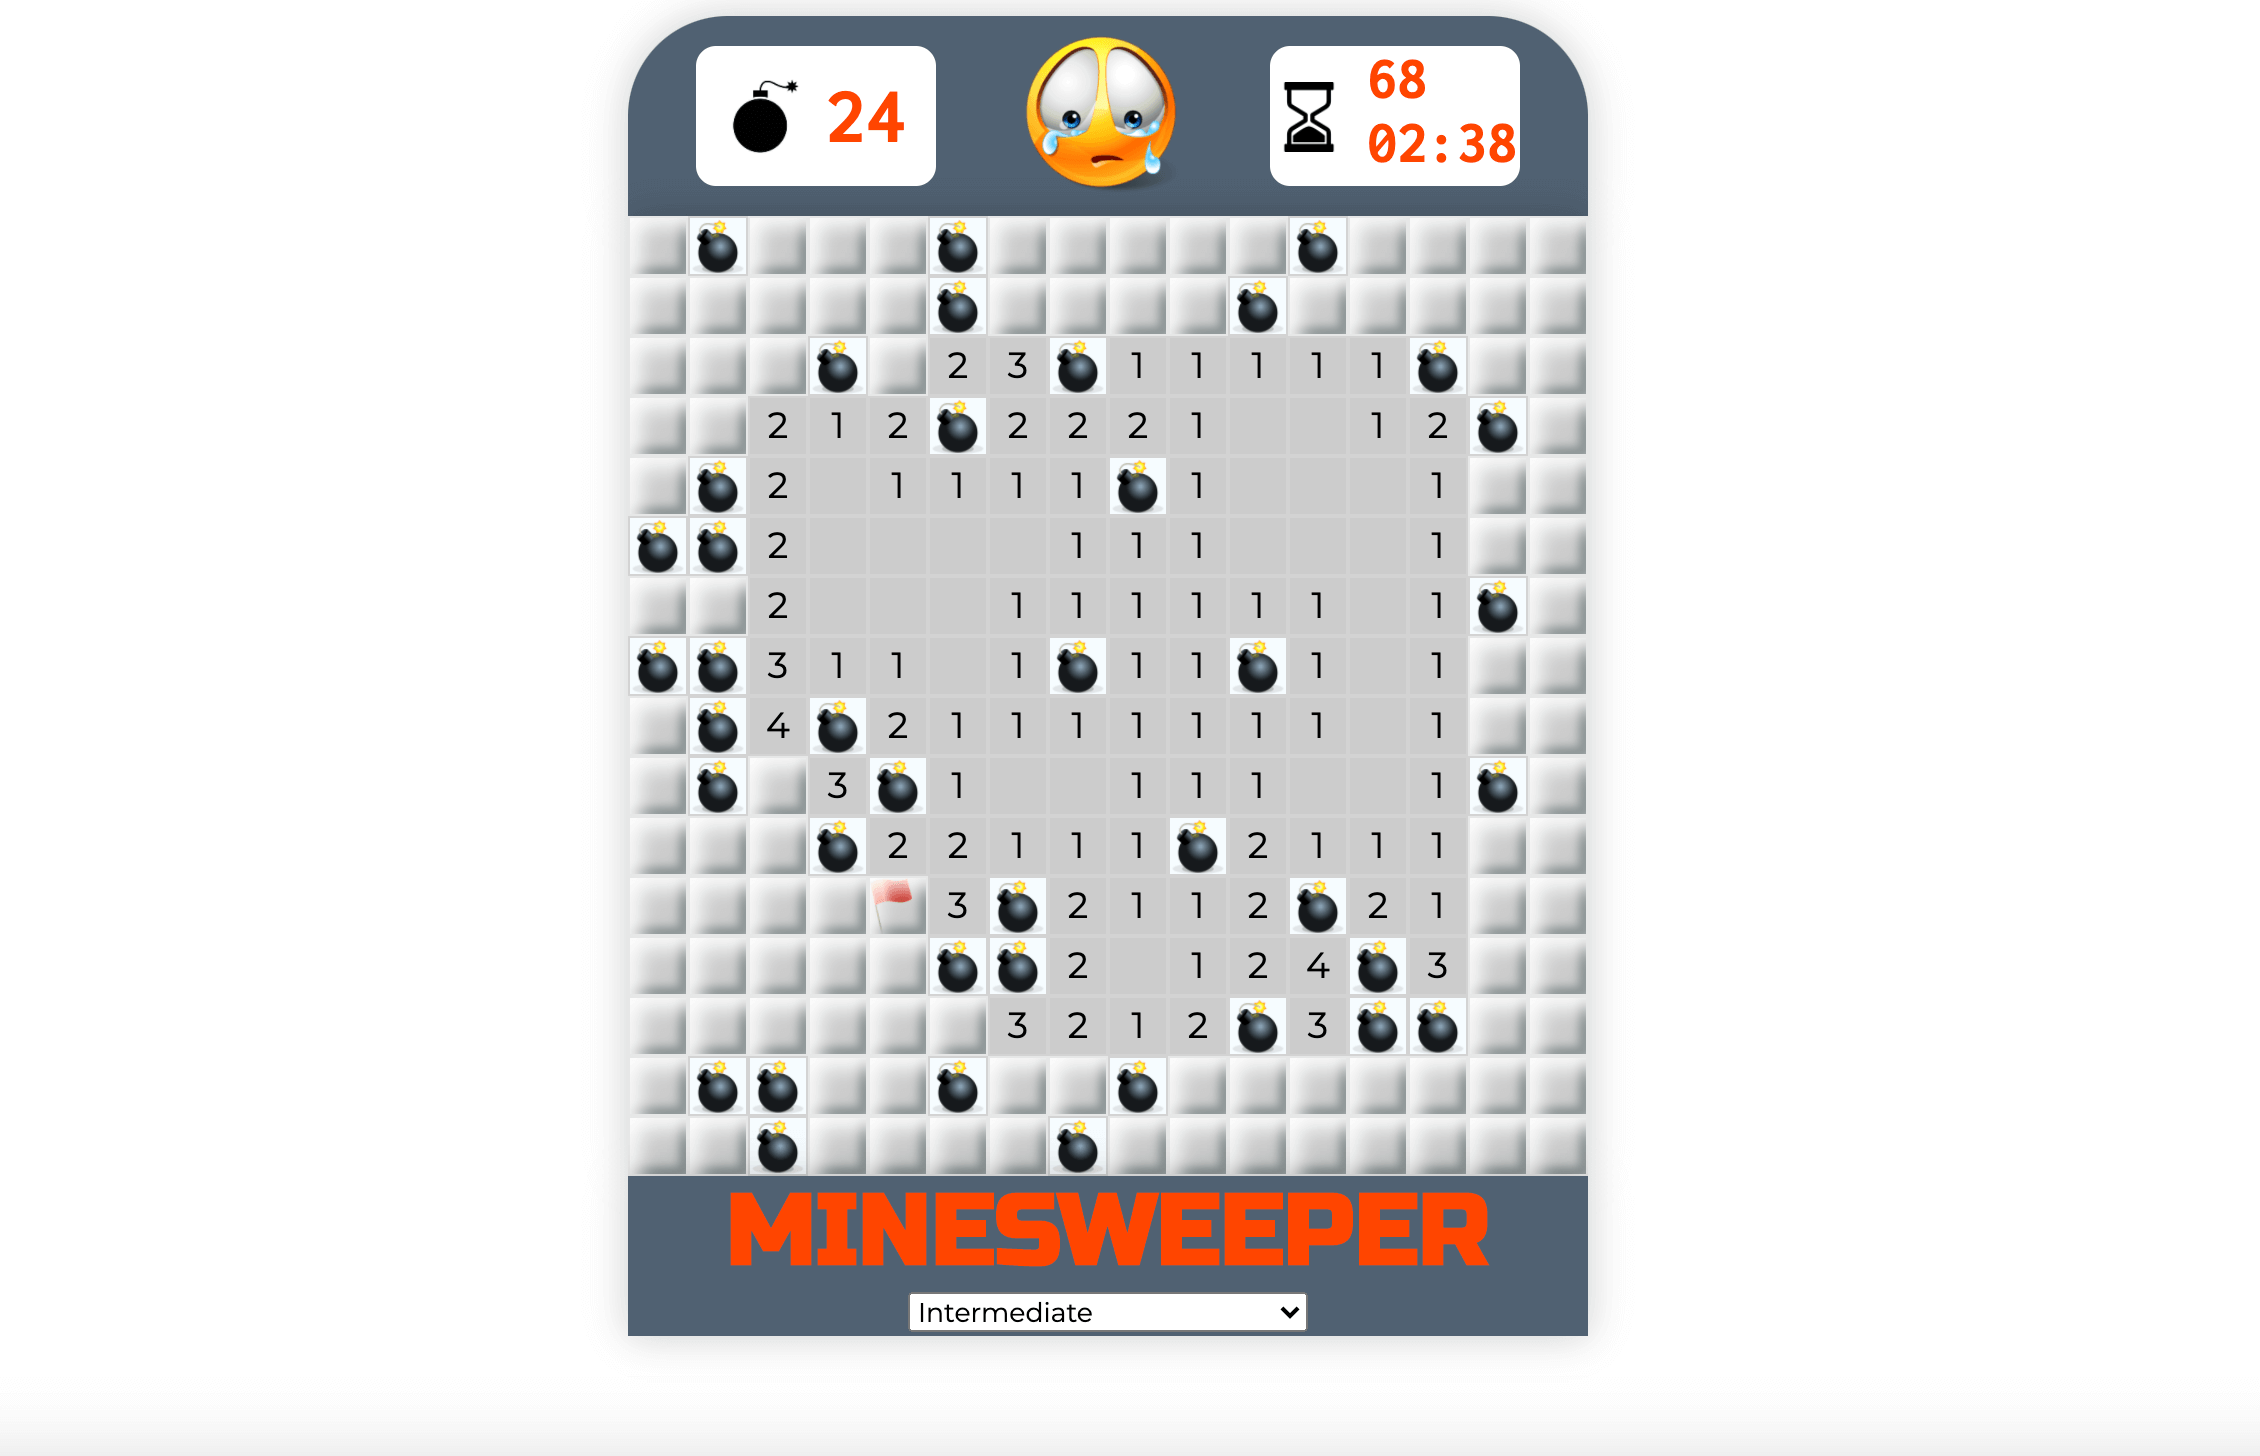 24
68
02:38
2 3 1 1 1 1 1
2 1 2 2 2 2 1 1 2
2 1 1 1 1 1 1
2 1 1 1 1
2 1 1 1 1 1 1 1
3 1 1 1 1 1 1 1
4 2 1 1 1 1 1 1 1 1
3 1 1 1 1 1
2 2 1 1 1 2 1 1 1
3 2 1 1 2 2 1
2 1 2 4 3
3 2 1 2 3
MINESWEEPER
Intermediate